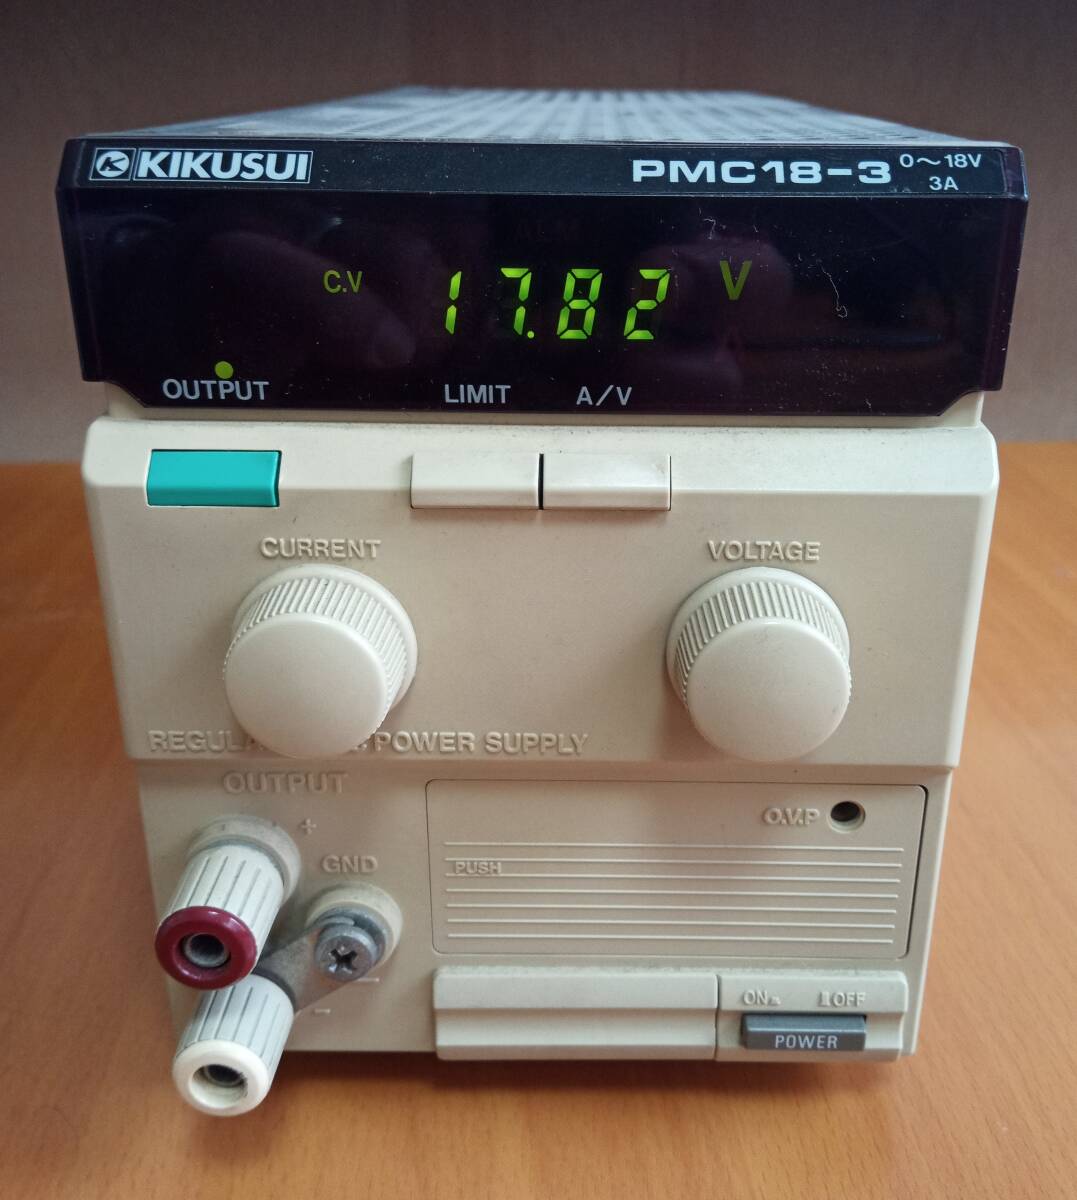 KIKUSUI
PMC18-3
0～18V
3A
C.V 17.82 V
OUTPUT LIMIT A/V
CURRENT VOLTAGE
POWER SUPPLY
OUTPUT
+
O.V.P
GND
PUSH
-
ON OFF
POWER